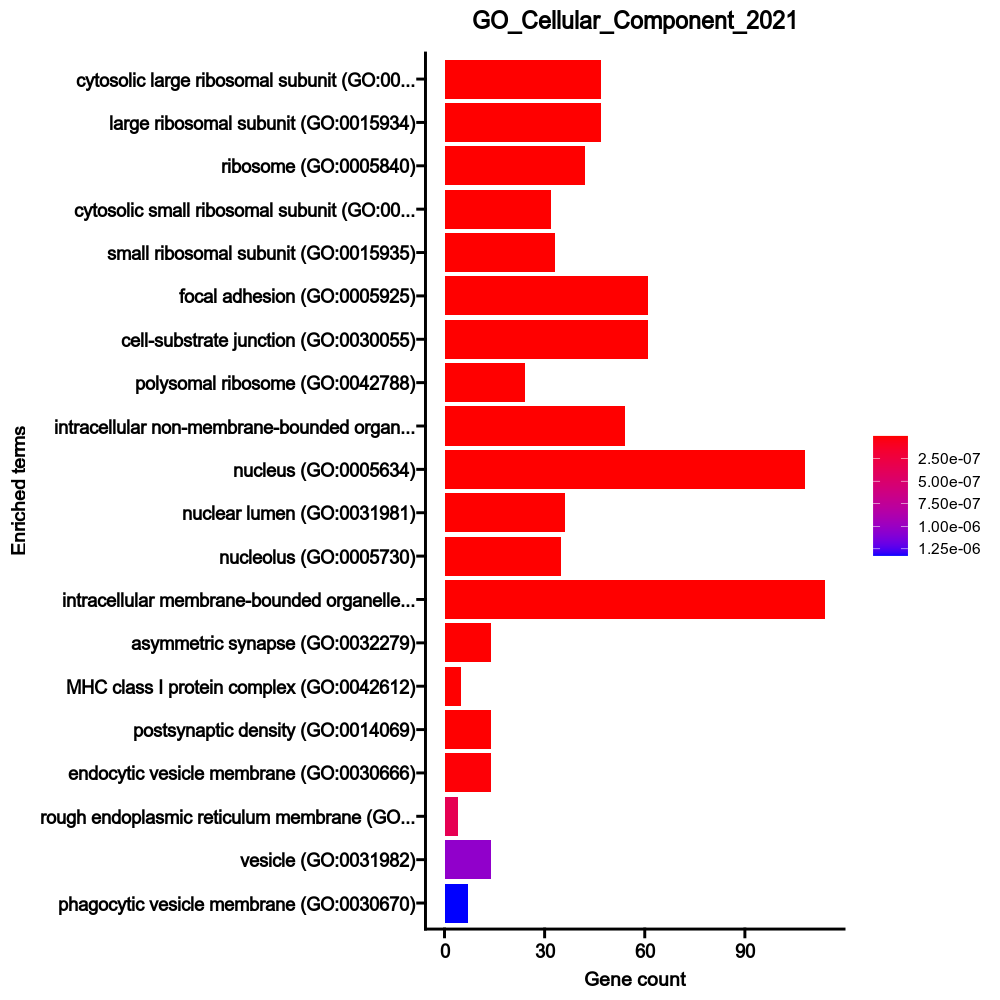 GO_Cellular_Component_2021
cytosolic large ribosomal subunit (GO:00...
large ribosomal subunit (GO:0015934)
ribosome (GO:0005840)
cytosolic small ribosomal subunit (GO:00...
small ribosomal subunit (GO:0015935)
focal adhesion (GO:0005925)
cell-substrate junction (GO:0030055)
polysomal ribosome (GO:0042788)
intracellular non-membrane-bounded organ...
nucleus (GO:0005634)
nuclear lumen (GO:0031981)
nucleolus (GO:0005730)
intracellular membrane-bounded organelle...
asymmetric synapse (GO:0032279)
MHC class I protein complex (GO:0042612)
postsynaptic density (GO:0014069)
endocytic vesicle membrane (GO:0030666)
rough endoplasmic reticulum membrane (GO...
vesicle (GO:0031982)
phagocytic vesicle membrane (GO:0030670)
Enriched terms
0 30 60 90
Gene count
2.50e-07
5.00e-07
7.50e-07
1.00e-06
1.25e-06